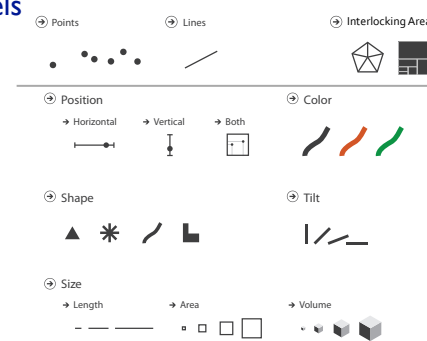 els
Points Lines Interlocking Area
Position Color
Horizontal Vertical Both
Shape Tilt
Size
Length Area Volume